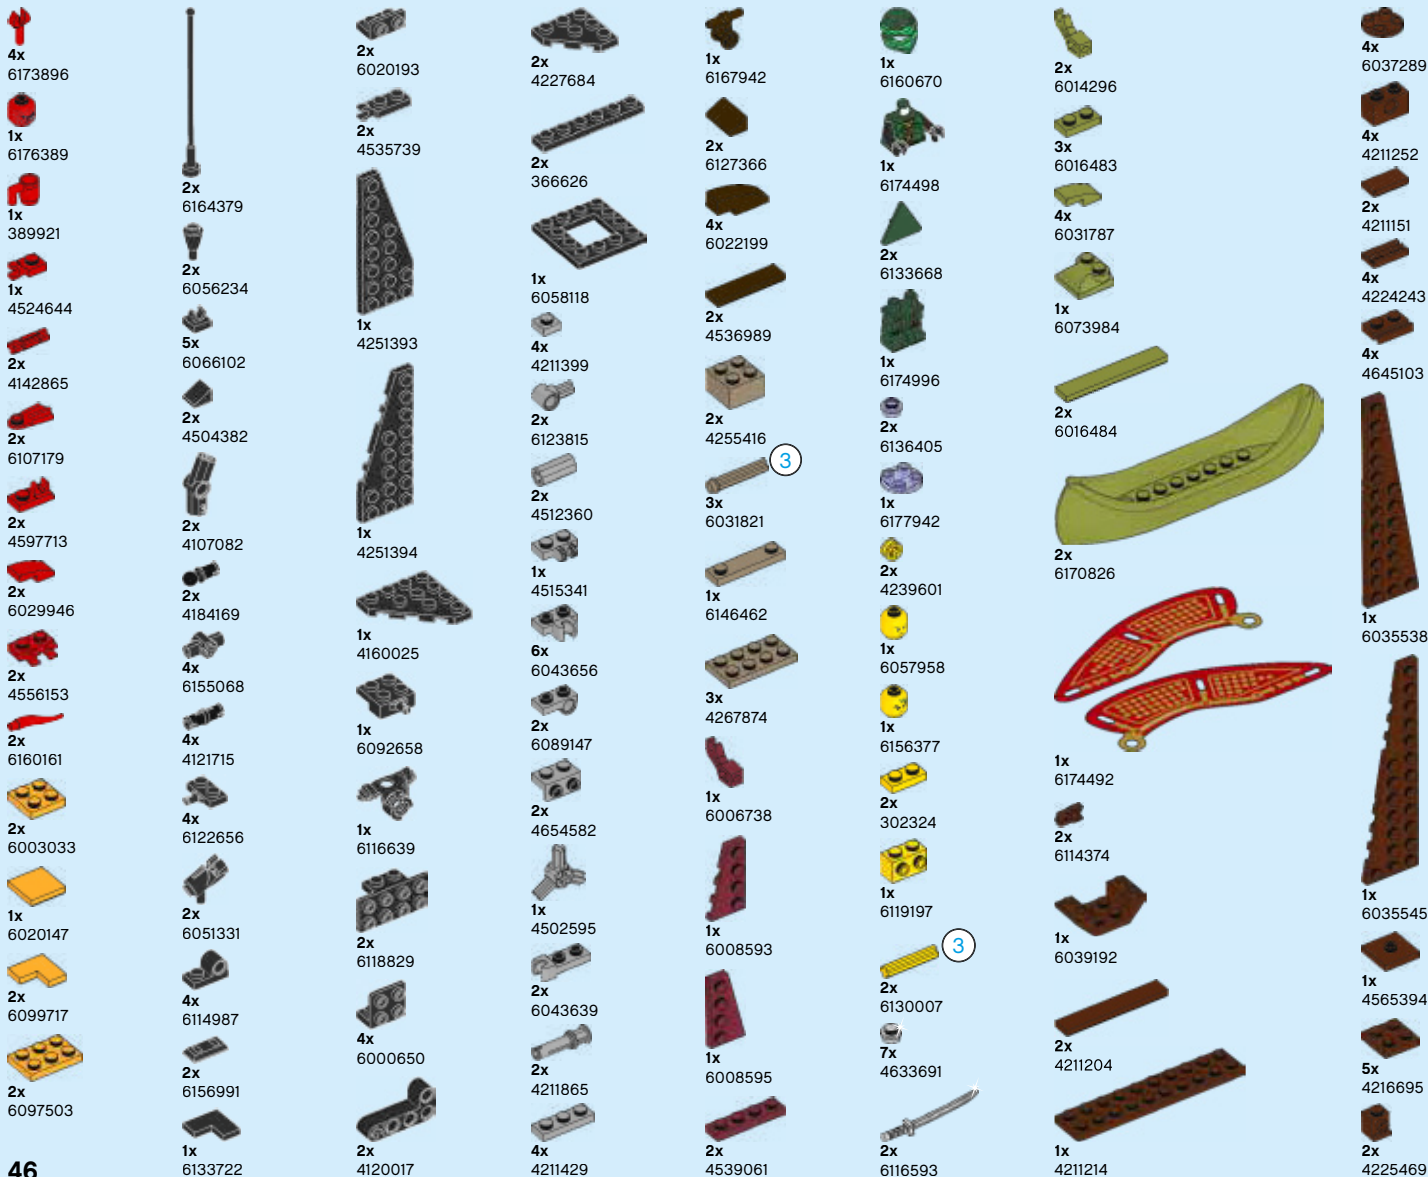 4x
6173896
1x
6176389
1x
389921
1x
4524644
2x
4142865
2x
6107179
2x
4597713
2x
6029946
2x
4556153
2x
6160161
2x
6003033
1x
6020147
2x
6099717
2x
6097503
46
2x
6164379
2x
6056234
5x
6066102
2x
4504382
2x
4107082
2x
4184169
4x
6155068
4x
4121715
4x
6122656
2x
6051331
4x
6114987
2x
6156991
1x
6133722
2x
6020193
2x
4535739
1x
4251393
1x
4251394
1x
4160025
1x
6092658
1x
6116639
2x
6118829
4x
6000650
2x
4120017
2x
4227684
2x
366626
1x
6058118
4x
4211399
2x
6123815
2x
4512360
1x
4515341
6x
6043656
2x
6089147
2x
4654582
1x
4502595
2x
6043639
2x
4211865
4x
4211429
1x
6167942
2x
6127366
4x
6022199
2x
4536989
2x
4255416
3
3x
6031821
1x
6146462
3x
4267874
1x
6006738
1x
6008593
1x
6008595
2x
4539061
1x
6160670
1x
6174498
2x
6133668
1x
6174996
2x
6136405
1x
6177942
2x
4239601
1x
6057958
1x
6156377
2x
302324
1x
6119197
3
2x
6130007
7x
4633691
2x
6116593
2x
6014296
3x
6016483
4x
6031787
1x
6073984
2x
6016484
2x
6170826
1x
6174492
2x
6114374
1x
6039192
2x
4211204
1x
4211214
4x
6037289
4x
4211252
2x
4211151
4x
4224243
4x
4645103
1x
6035538
1x
6035545
1x
4565394
5x
4216695
2x
4225469